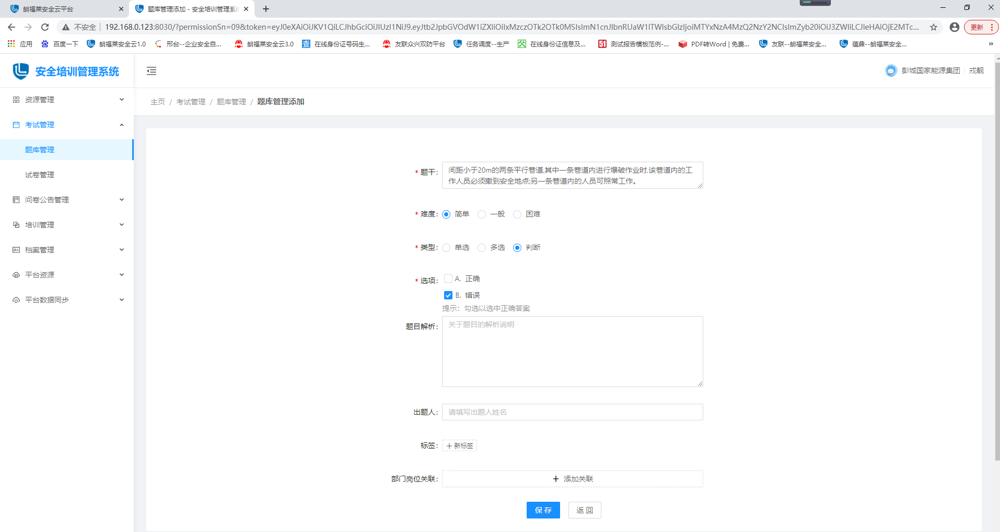 朗福莱安全云平台
题库管理添加 - 安全培训管理系统
不安全
192.168.0.123:8030/?permissionSn=09&token=eyJ0eXAiOiJKV1QiLCJhbGciOiJIUzI1NiJ9.eyJtb2JpbGVOdW1iZXIiOiIxMzczOTk2OTk0MSIsImN1cnJlbnRUaW1lTWlsbGlzIjoiMTYxNzA4MzQ2NzY2NCIsImZyb20iOiJ3ZWIiLCJleHAiOjE2MTc...
更新
应用
百度一下
朗福莱安全云1.0
邢台--企业安全自...
朗福莱安全云3.0
在线身份证号码生...
友联众兴双防平台
任务调度--生产
在线身份证信息及...
测试报告模板范例-...
PDF转Word | 免费...
友联--朗福莱安全...
蕴鼎--朗福莱安全...
»
安全培训管理系统
彭城国家能源集团
戎靓
资源管理
考试管理
题库管理
试卷管理
问卷公告管理
培训管理
档案管理
平台资源
平台数据同步
主页 / 考试管理 / 题库管理 / 题库管理添加
* 题干:
间距小于20m的两条平行巷道,其中一条巷道内进行爆破作业时,该巷道内的工
作人员必须撤到安全地点;另一条巷道内的人员可照常工作。
* 难度: 简单 一般 困难
* 类型: 单选 多选 判断
* 选项: A. 正确
B. 错误
提示：勾选以选中正确答案
题目解析: 关于题目的解析说明
出题人: 请填写出题人姓名
标签: + 新标签
部门岗位关联: + 添加关联
保 存
返 回